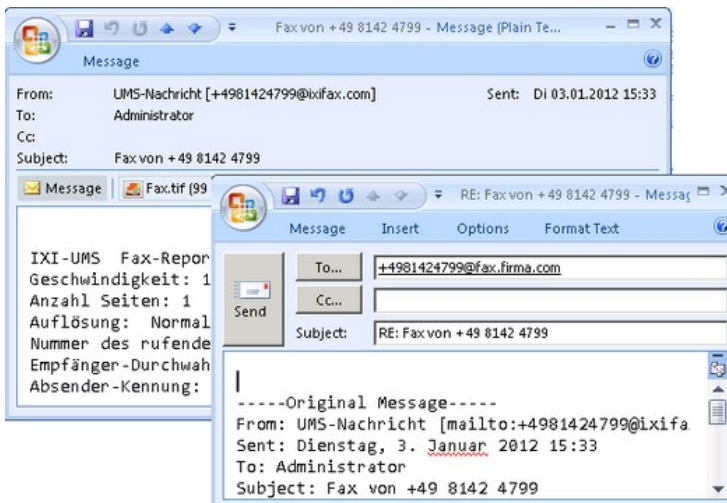 Fax von +49 8142 4799 - Message (Plain Te...
Message
From: UMS-Nachricht [+4981424799@ixifax.com] Sent: Di 03.01.2012 15:33
To: Administrator
Cc:
Subject: Fax von +49 8142 4799
Message Fax.tif (99
IXI-UMS Fax-Repor
Geschwindigkeit: 1
Anzahl Seiten: 1
Auflösung: Normal
Nummer des rufende
Empfänger-Durchwah
Absender-Kennung:
RE: Fax von +49 8142 4799 - Messag
Message Insert Options Format Text
To... +4981424799@fax.firma.com
Cc...
Send
Subject: RE: Fax von +49 8142 4799
-----Original Message-----
From: UMS-Nachricht [mailto:+4981424799@ixifa
Sent: Dienstag, 3. Januar 2012 15:33
To: Administrator
Subject: Fax von +49 8142 4799